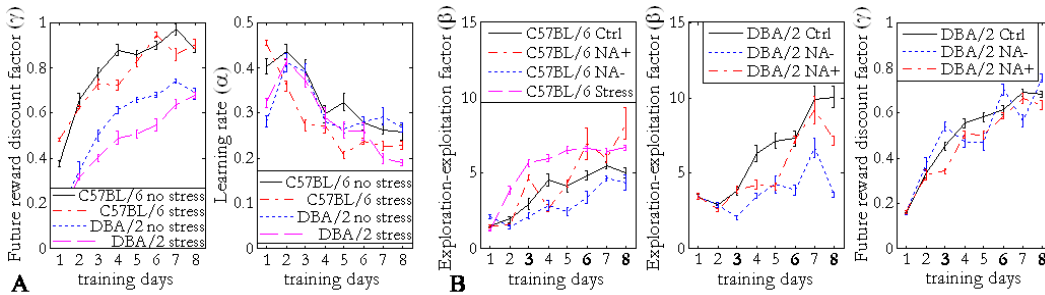 Future reward discount factor (γ)
1
0.8
0.6
0.4
0.2
0
C57BL/6 no stress
C57BL/6 stress
DBA/2 no stress
DBA/2 stress
1 2 3 4 5 6 7 8
training days
A
Learning rate (α)
0.5
0.4
0.3
0.2
0.1
0
C57BL/6 no stress
C57BL/6 stress
DBA/2 no stress
DBA/2 stress
1 2 3 4 5 6 7 8
training days
B
Exploration-exploitation factor (β)
15
10
5
0
C57BL/6 Ctrl
C57BL/6 NA+
C57BL/6 NA-
C57BL/6 Stress
1 2 3 4 5 6 7 8
training days
Exploration-exploitation factor (β)
15
10
5
0
DBA/2 Ctrl
DBA/2 NA-
DBA/2 NA+
1 2 3 4 5 6 7 8
training days
Future reward discount factor (γ)
1
0.8
0.6
0.4
0.2
0
DBA/2 Ctrl
DBA/2 NA-
DBA/2 NA+
1 2 3 4 5 6 7 8
training days